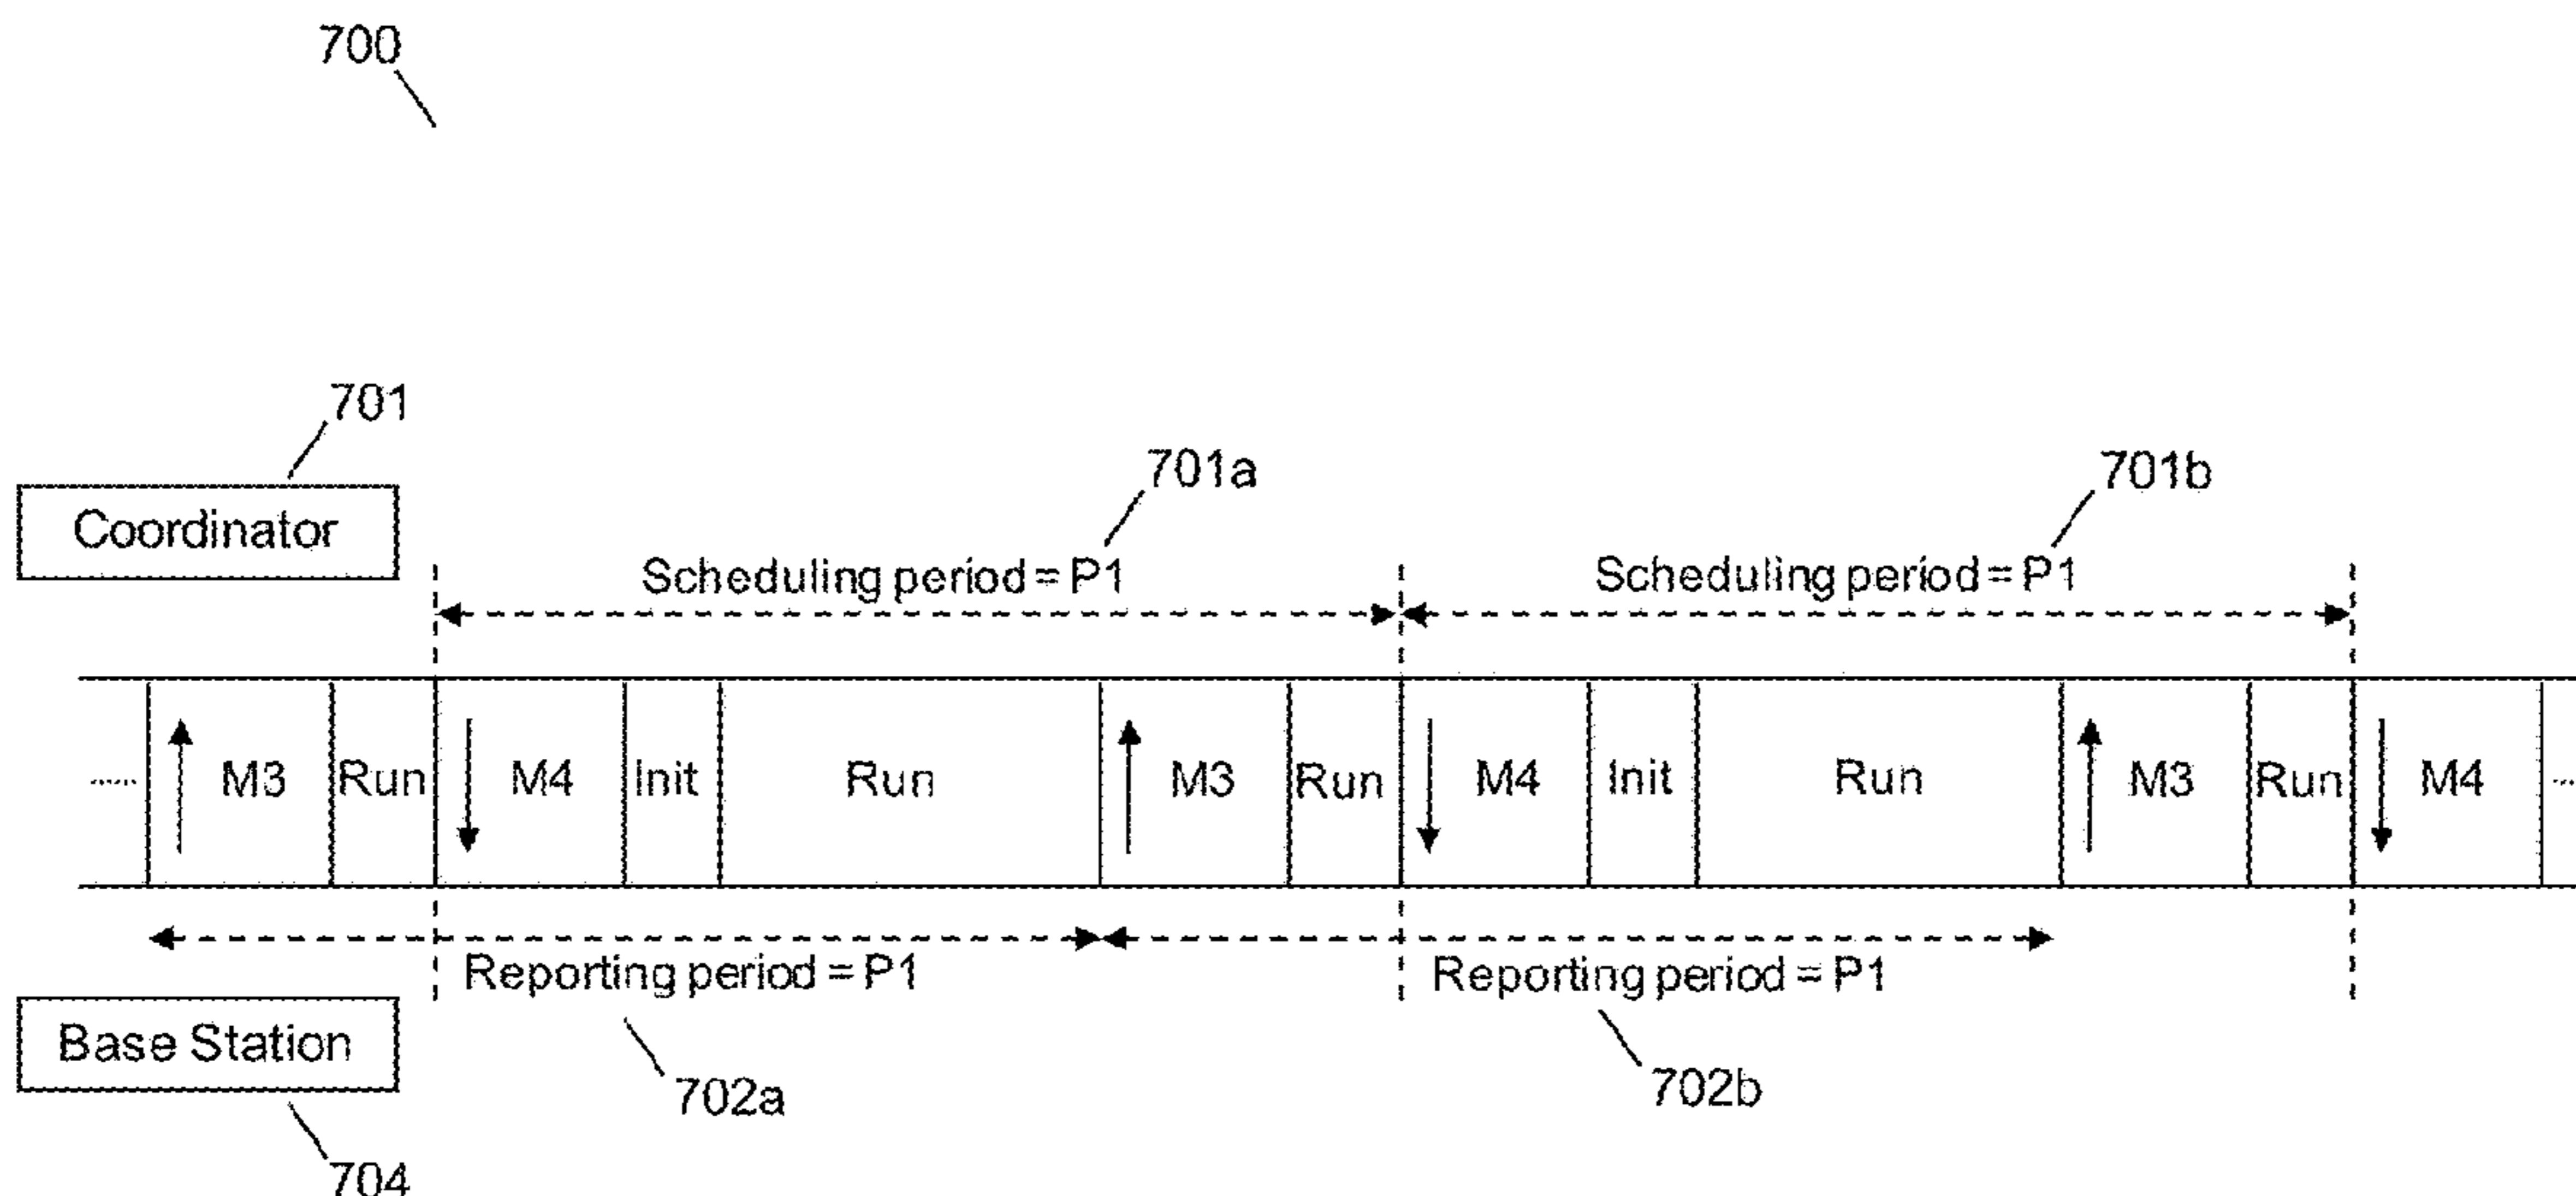 700
701
Coordinator
701a
701b
Scheduling period = P1
Scheduling period = P1
..... M3 Run M4 Init Run M3 Run M4 Init Run M3 Run M4 ...
Reporting period = P1
Reporting period = P1
Base Station
702a
702b
704